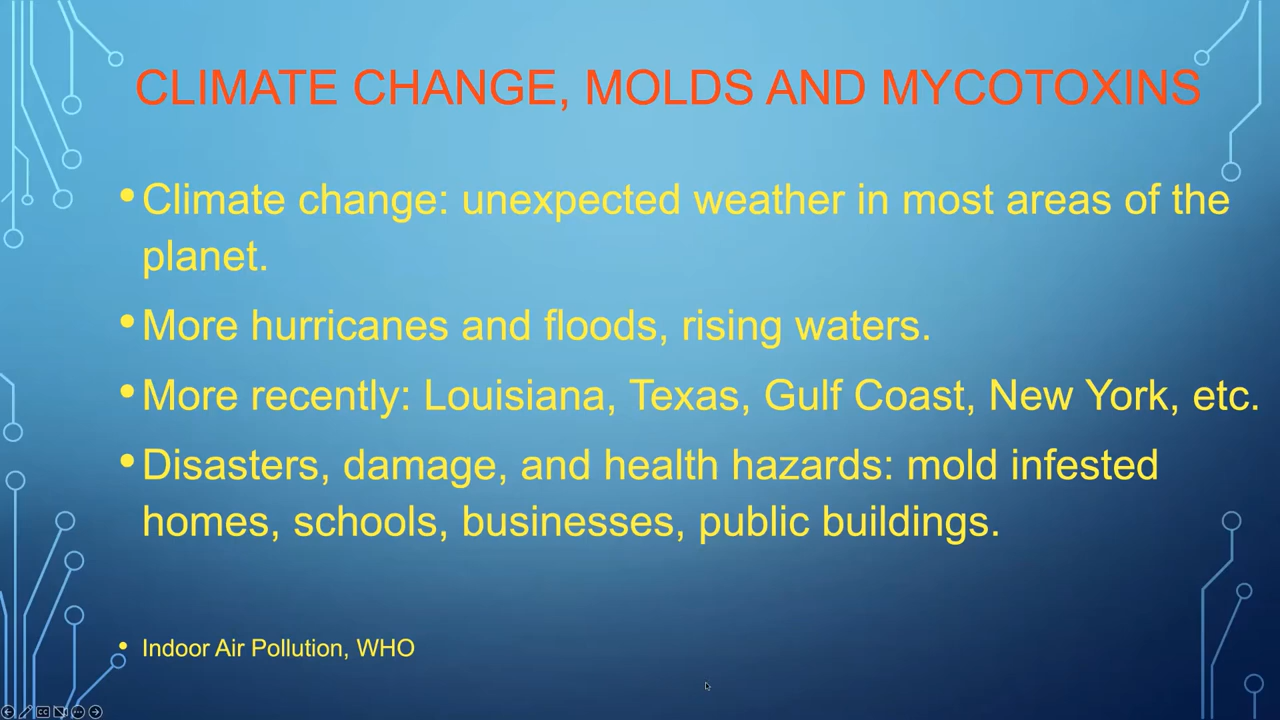 CLIMATE CHANGE, MOLDS AND MYCOTOXINS
• Climate change: unexpected weather in most areas of the
planet.
• More hurricanes and floods, rising waters.
• More recently: Louisiana, Texas, Gulf Coast, New York, etc.
• Disasters, damage, and health hazards: mold infested
homes, schools, businesses, public buildings.
• Indoor Air Pollution, WHO
CC